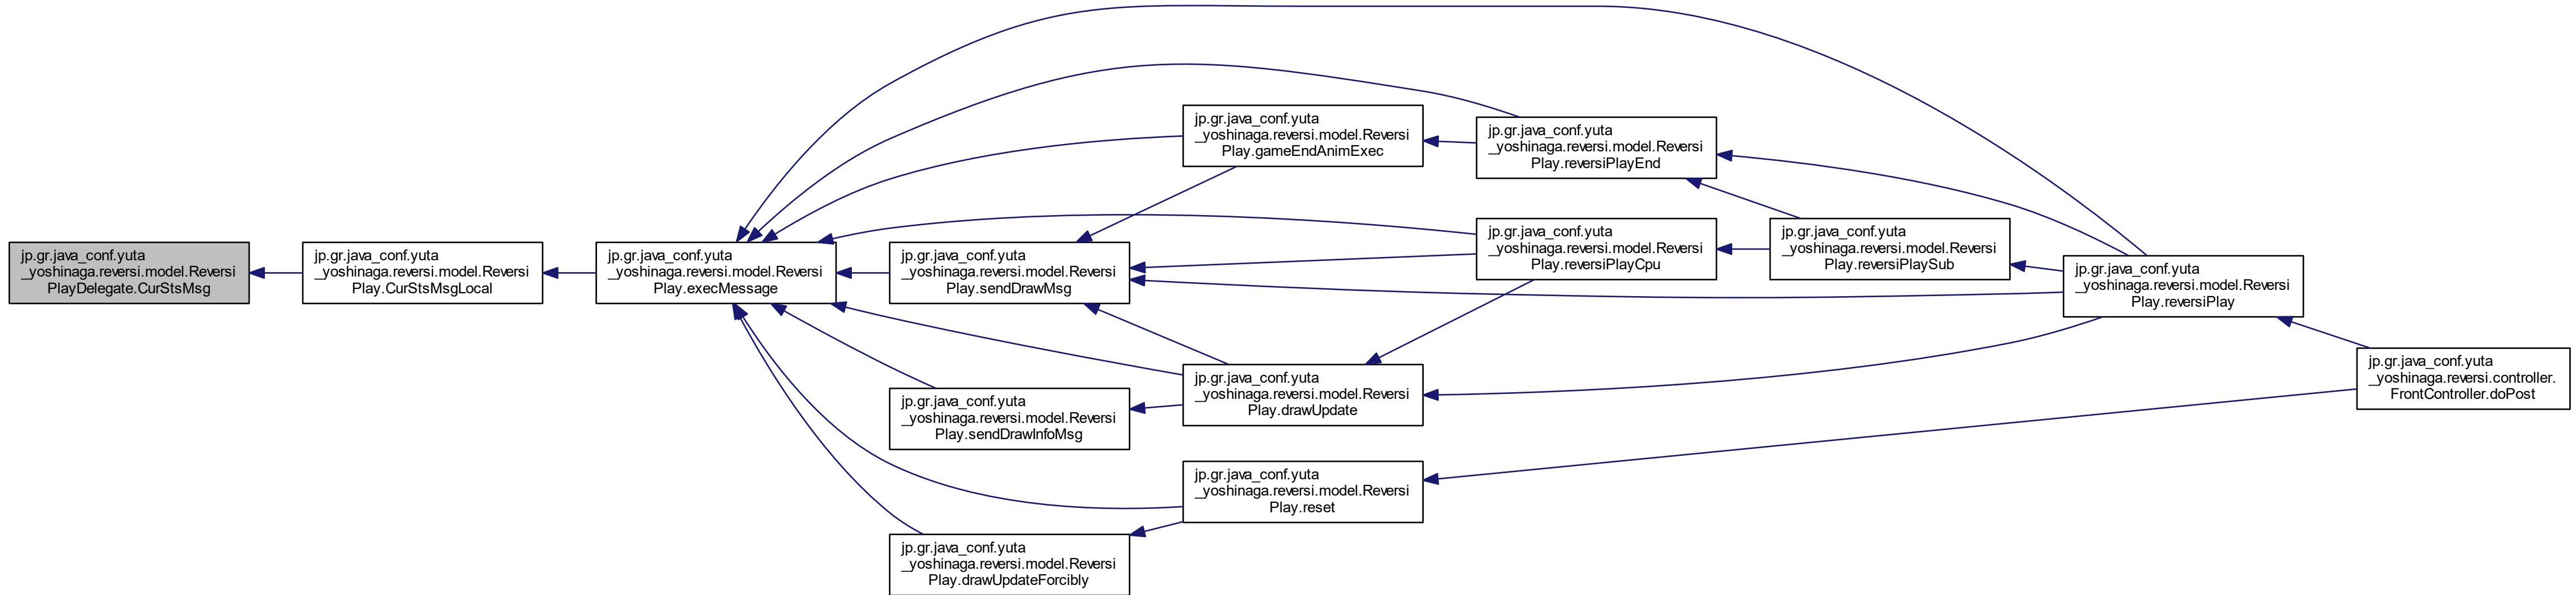 jp.gr.java_conf.yuta
_yoshinaga.reversi.model.Reversi
PlayDelegate.CurStsMsg
jp.gr.java_conf.yuta
_yoshinaga.reversi.model.Reversi
Play.CurStsMsgLocal
jp.gr.java_conf.yuta
_yoshinaga.reversi.model.Reversi
Play.execMessage
jp.gr.java_conf.yuta
_yoshinaga.reversi.model.Reversi
Play.sendDrawMsg
jp.gr.java_conf.yuta
_yoshinaga.reversi.model.Reversi
Play.sendDrawInfoMsg
jp.gr.java_conf.yuta
_yoshinaga.reversi.model.Reversi
Play.drawUpdateForcibly
jp.gr.java_conf.yuta
_yoshinaga.reversi.model.Reversi
Play.gameEndAnimExec
jp.gr.java_conf.yuta
_yoshinaga.reversi.model.Reversi
Play.drawUpdate
jp.gr.java_conf.yuta
_yoshinaga.reversi.model.Reversi
Play.reset
jp.gr.java_conf.yuta
_yoshinaga.reversi.model.Reversi
Play.reversiPlayEnd
jp.gr.java_conf.yuta
_yoshinaga.reversi.model.Reversi
Play.reversiPlayCpu
jp.gr.java_conf.yuta
_yoshinaga.reversi.model.Reversi
Play.reversiPlaySub
jp.gr.java_conf.yuta
_yoshinaga.reversi.model.Reversi
Play.reversiPlay
jp.gr.java_conf.yuta
_yoshinaga.reversi.controller.
FrontController.doPost